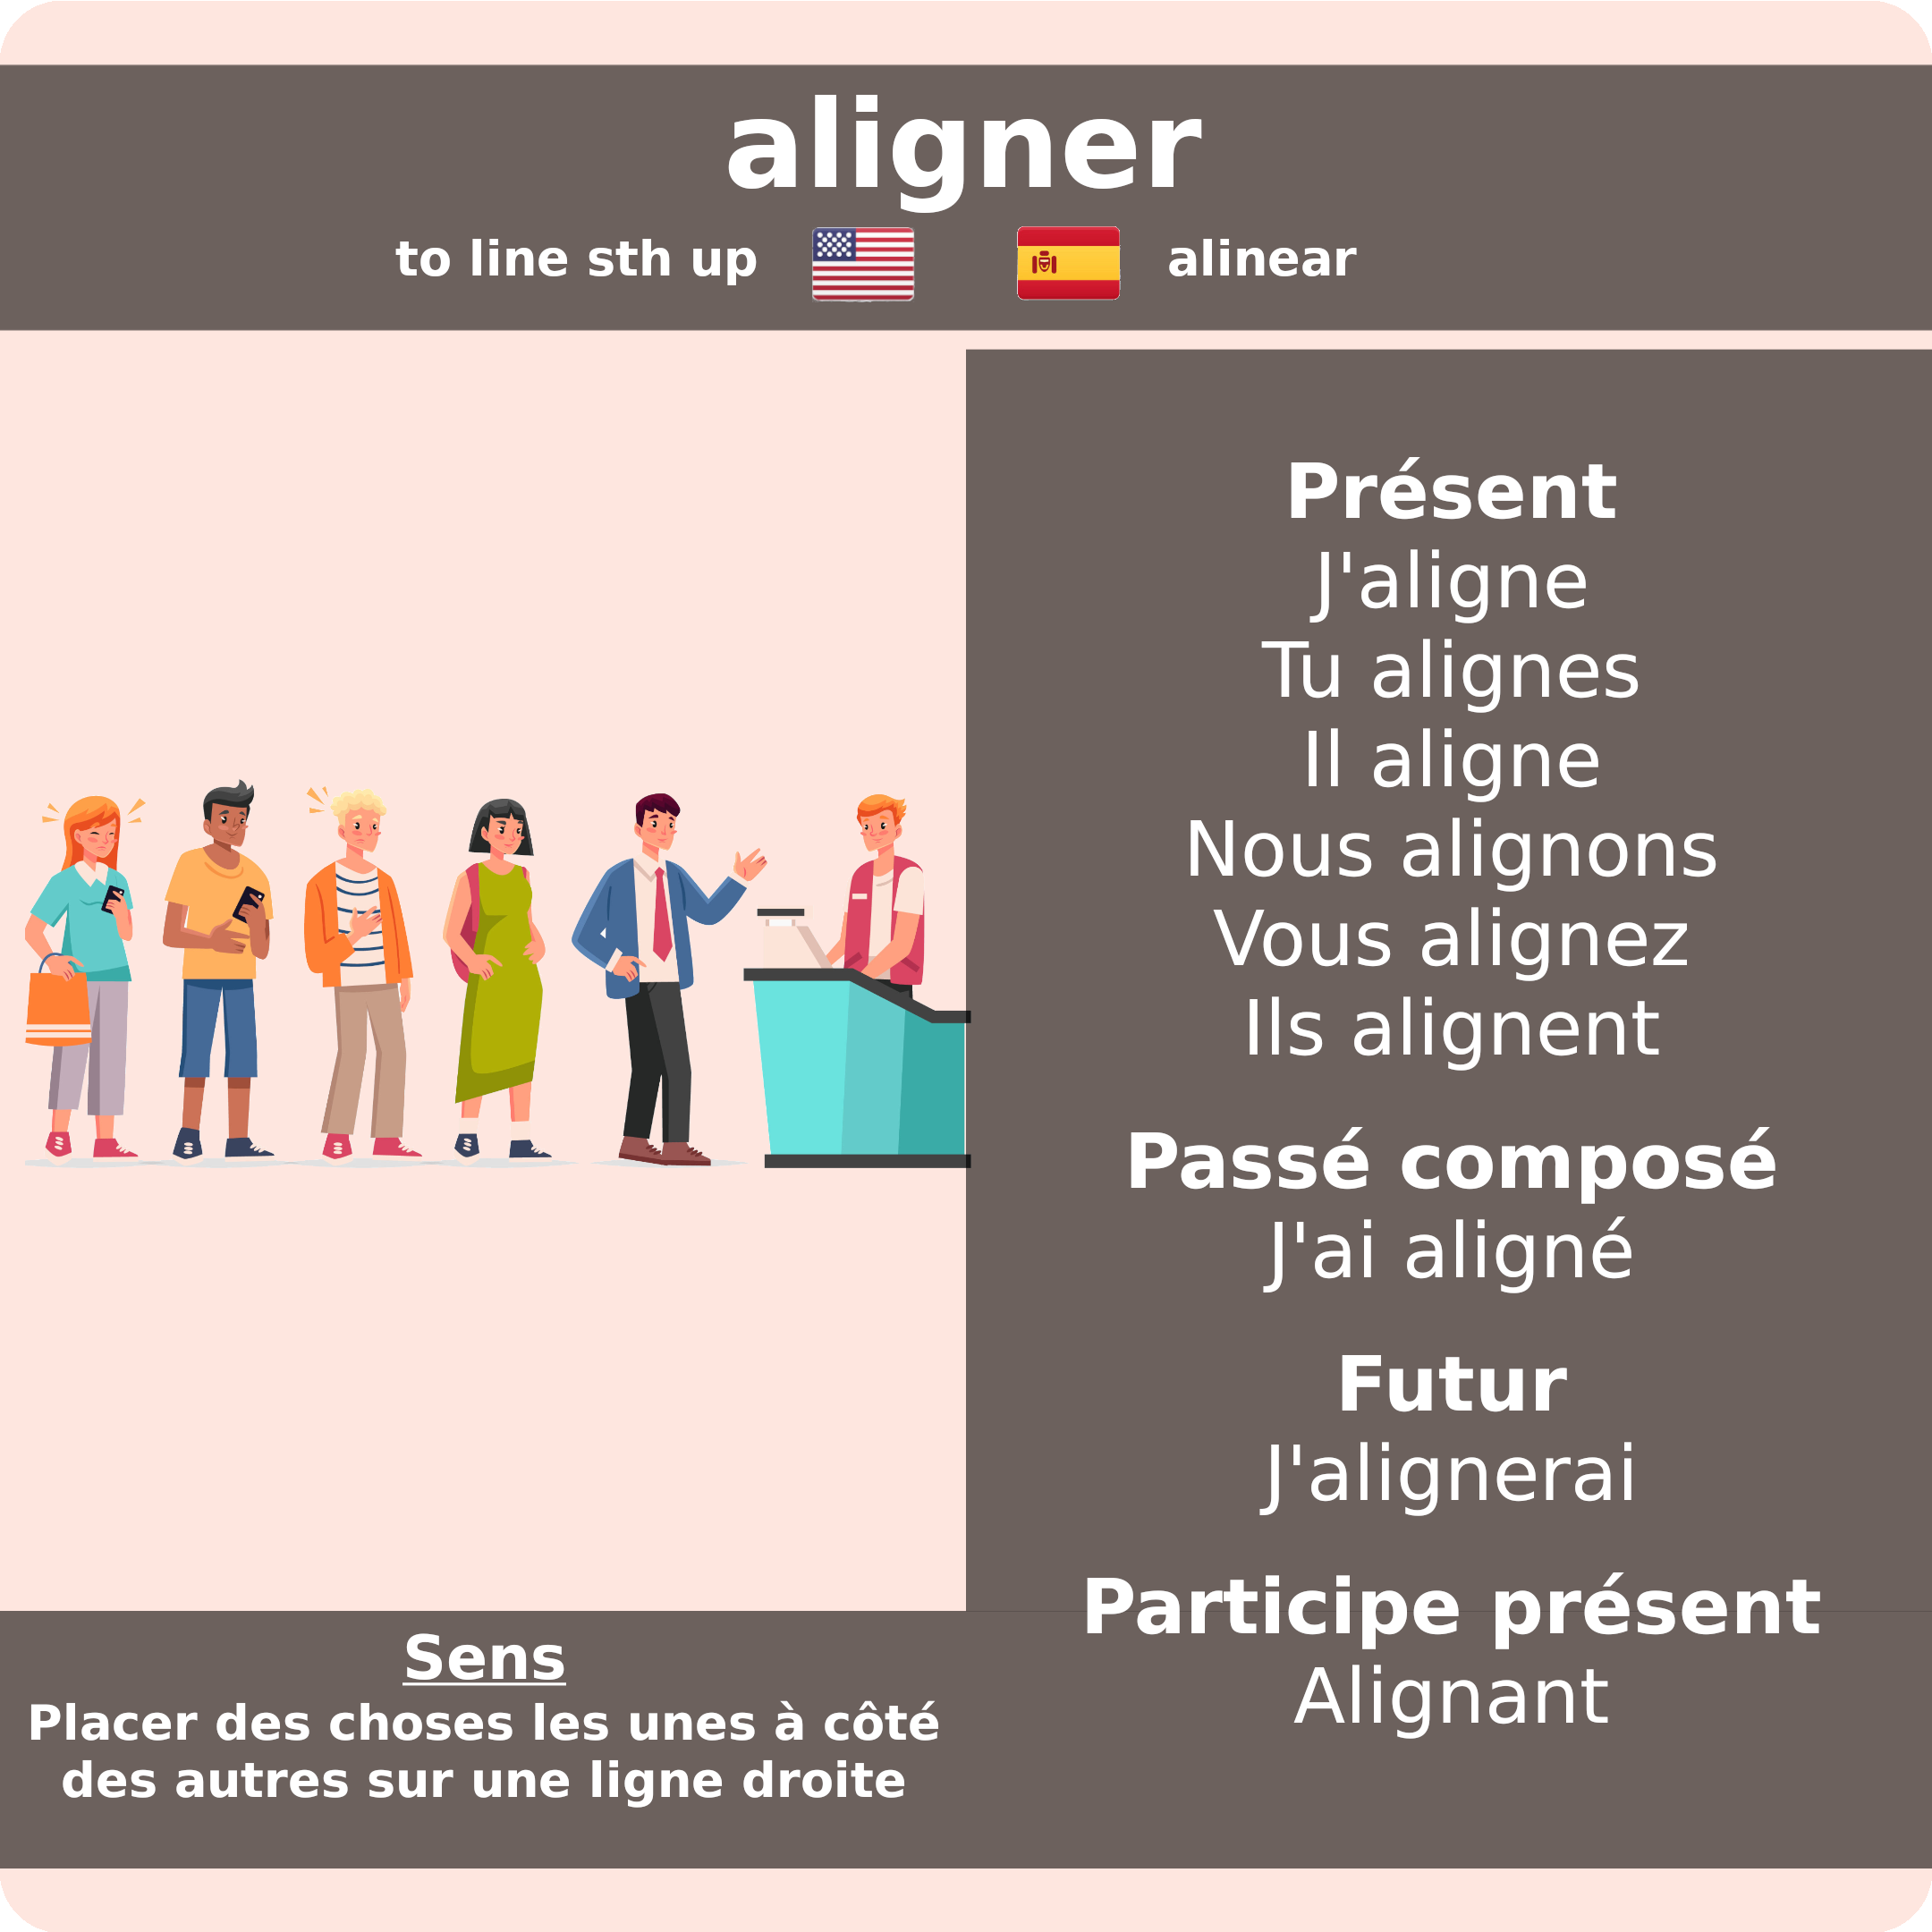 aligner
to line sth up
alinear
Présent
J'aligne
Tu alignes
Il aligne
Nous alignons
Vous alignez
Ils alignent
Passé composé
J'ai aligné
Futur
J'alignerai
Participe présent
Alignant
Sens
Placer des choses les unes à côté
des autres sur une ligne droite